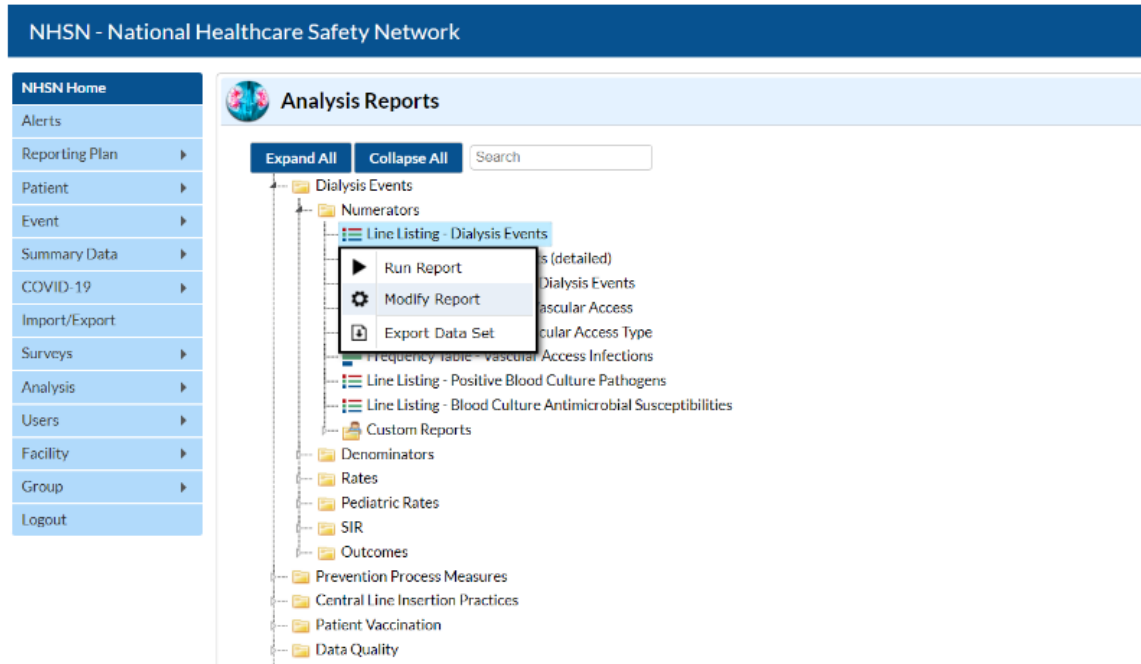 NHSN - National Healthcare Safety Network
NHSN Home
Alerts
Reporting Plan
Patient
Event
Summary Data
COVID-19
Import/Export
Surveys
Analysis
Users
Facility
Group
Logout
Analysis Reports
Expand All Collapse All Search
Dialysis Events
Numerators
Line Listing - Dialysis Events
Run Report
Modify Report
Export Data Set
(detailed)
Dialysis Events
Vascular Access
cular Access Type
Frequency Table - Vascular Access Infections
Line Listing - Positive Blood Culture Pathogens
Line Listing - Blood Culture Antimicrobial Susceptibilities
Custom Reports
Denominators
Rates
Pediatric Rates
SIR
Outcomes
Prevention Process Measures
Central Line Insertion Practices
Patient Vaccination
Data Quality